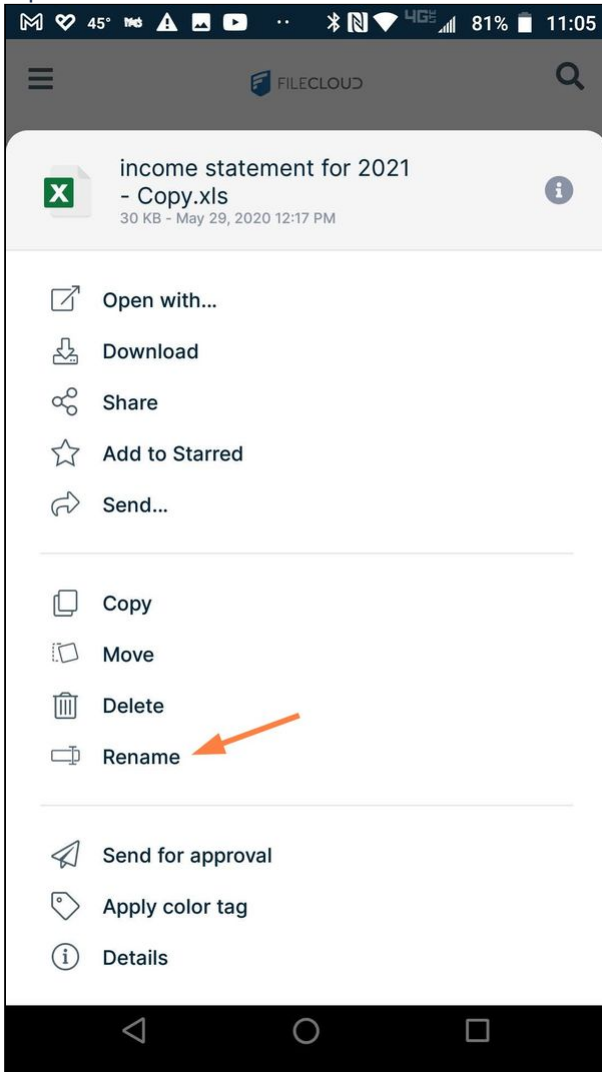 45° 4G 81% 11:05
FILECLOUD
income statement for 2021
- Copy.xls
30 KB - May 29, 2020 12:17 PM
Open with...
Download
Share
Add to Starred
Send...
Copy
Move
Delete
Rename
Send for approval
Apply color tag
Details